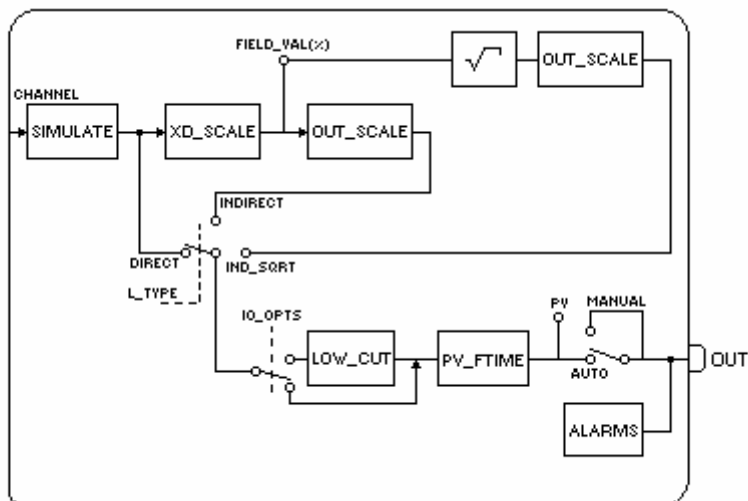 FIELD_VAL(%)
√
OUT_SCALE
CHANNEL
SIMULATE
XD_SCALE
OUT_SCALE
INDIRECT
DIRECT
IND_SQRT
L_TYPE
IO_OPTS
PV
MANUAL
LOW_CUT
PV_FTIME
AUTO
OUT
ALARMS